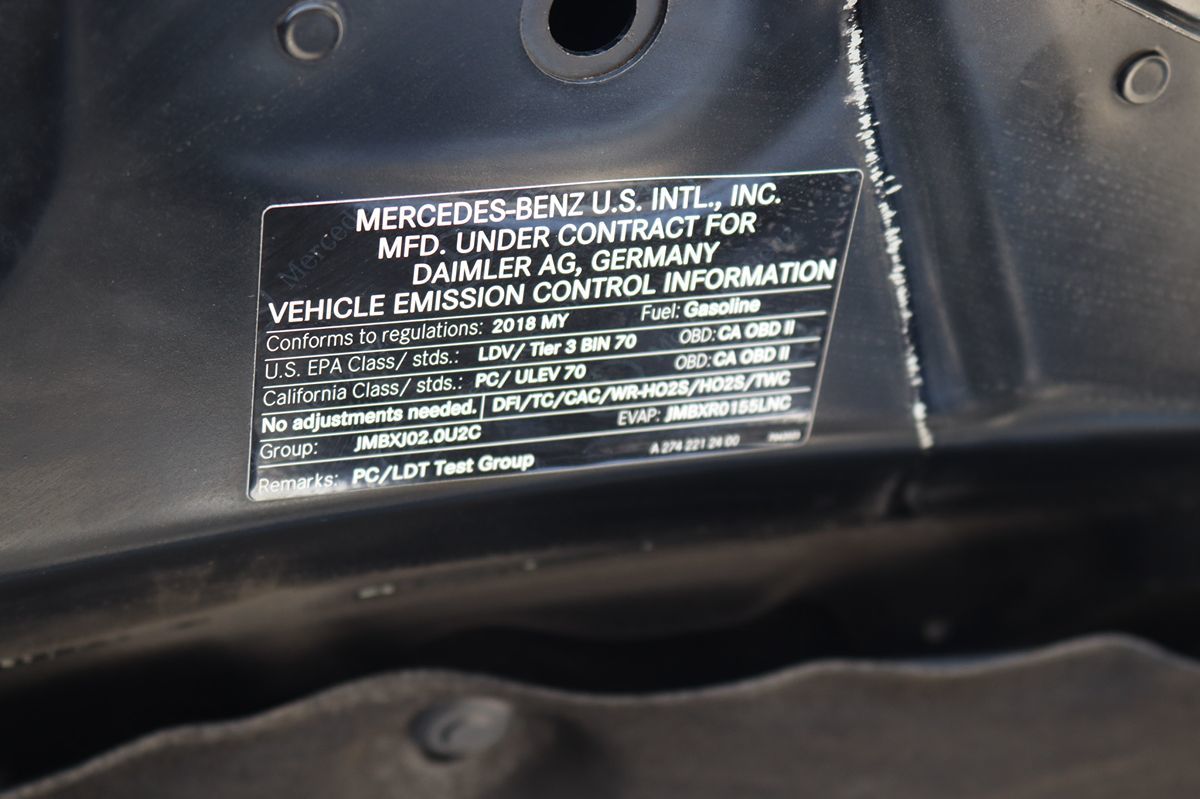 MERCEDES-BENZ U.S. INTL., INC.
MFD. UNDER CONTRACT FOR
DAIMLER AG, GERMANY
VEHICLE EMISSION CONTROL INFORMATION
Conforms to regulations: 2018 MY Fuel: Gasoline
U.S. EPA Class/ stds.: LDV/ Tier 3 BIN 70 OBD: CA OBD II
California Class/ stds.: PC/ ULEV 70 OBD: CA OBD II
No adjustments needed. DFI/TC/CAC/WR-HO2S/HO2S/TWC
Group: JMBXJ02.0U2C EVAP: JMBXR0155LNC
Remarks: PC/LDT Test Group A 274 221 24 00